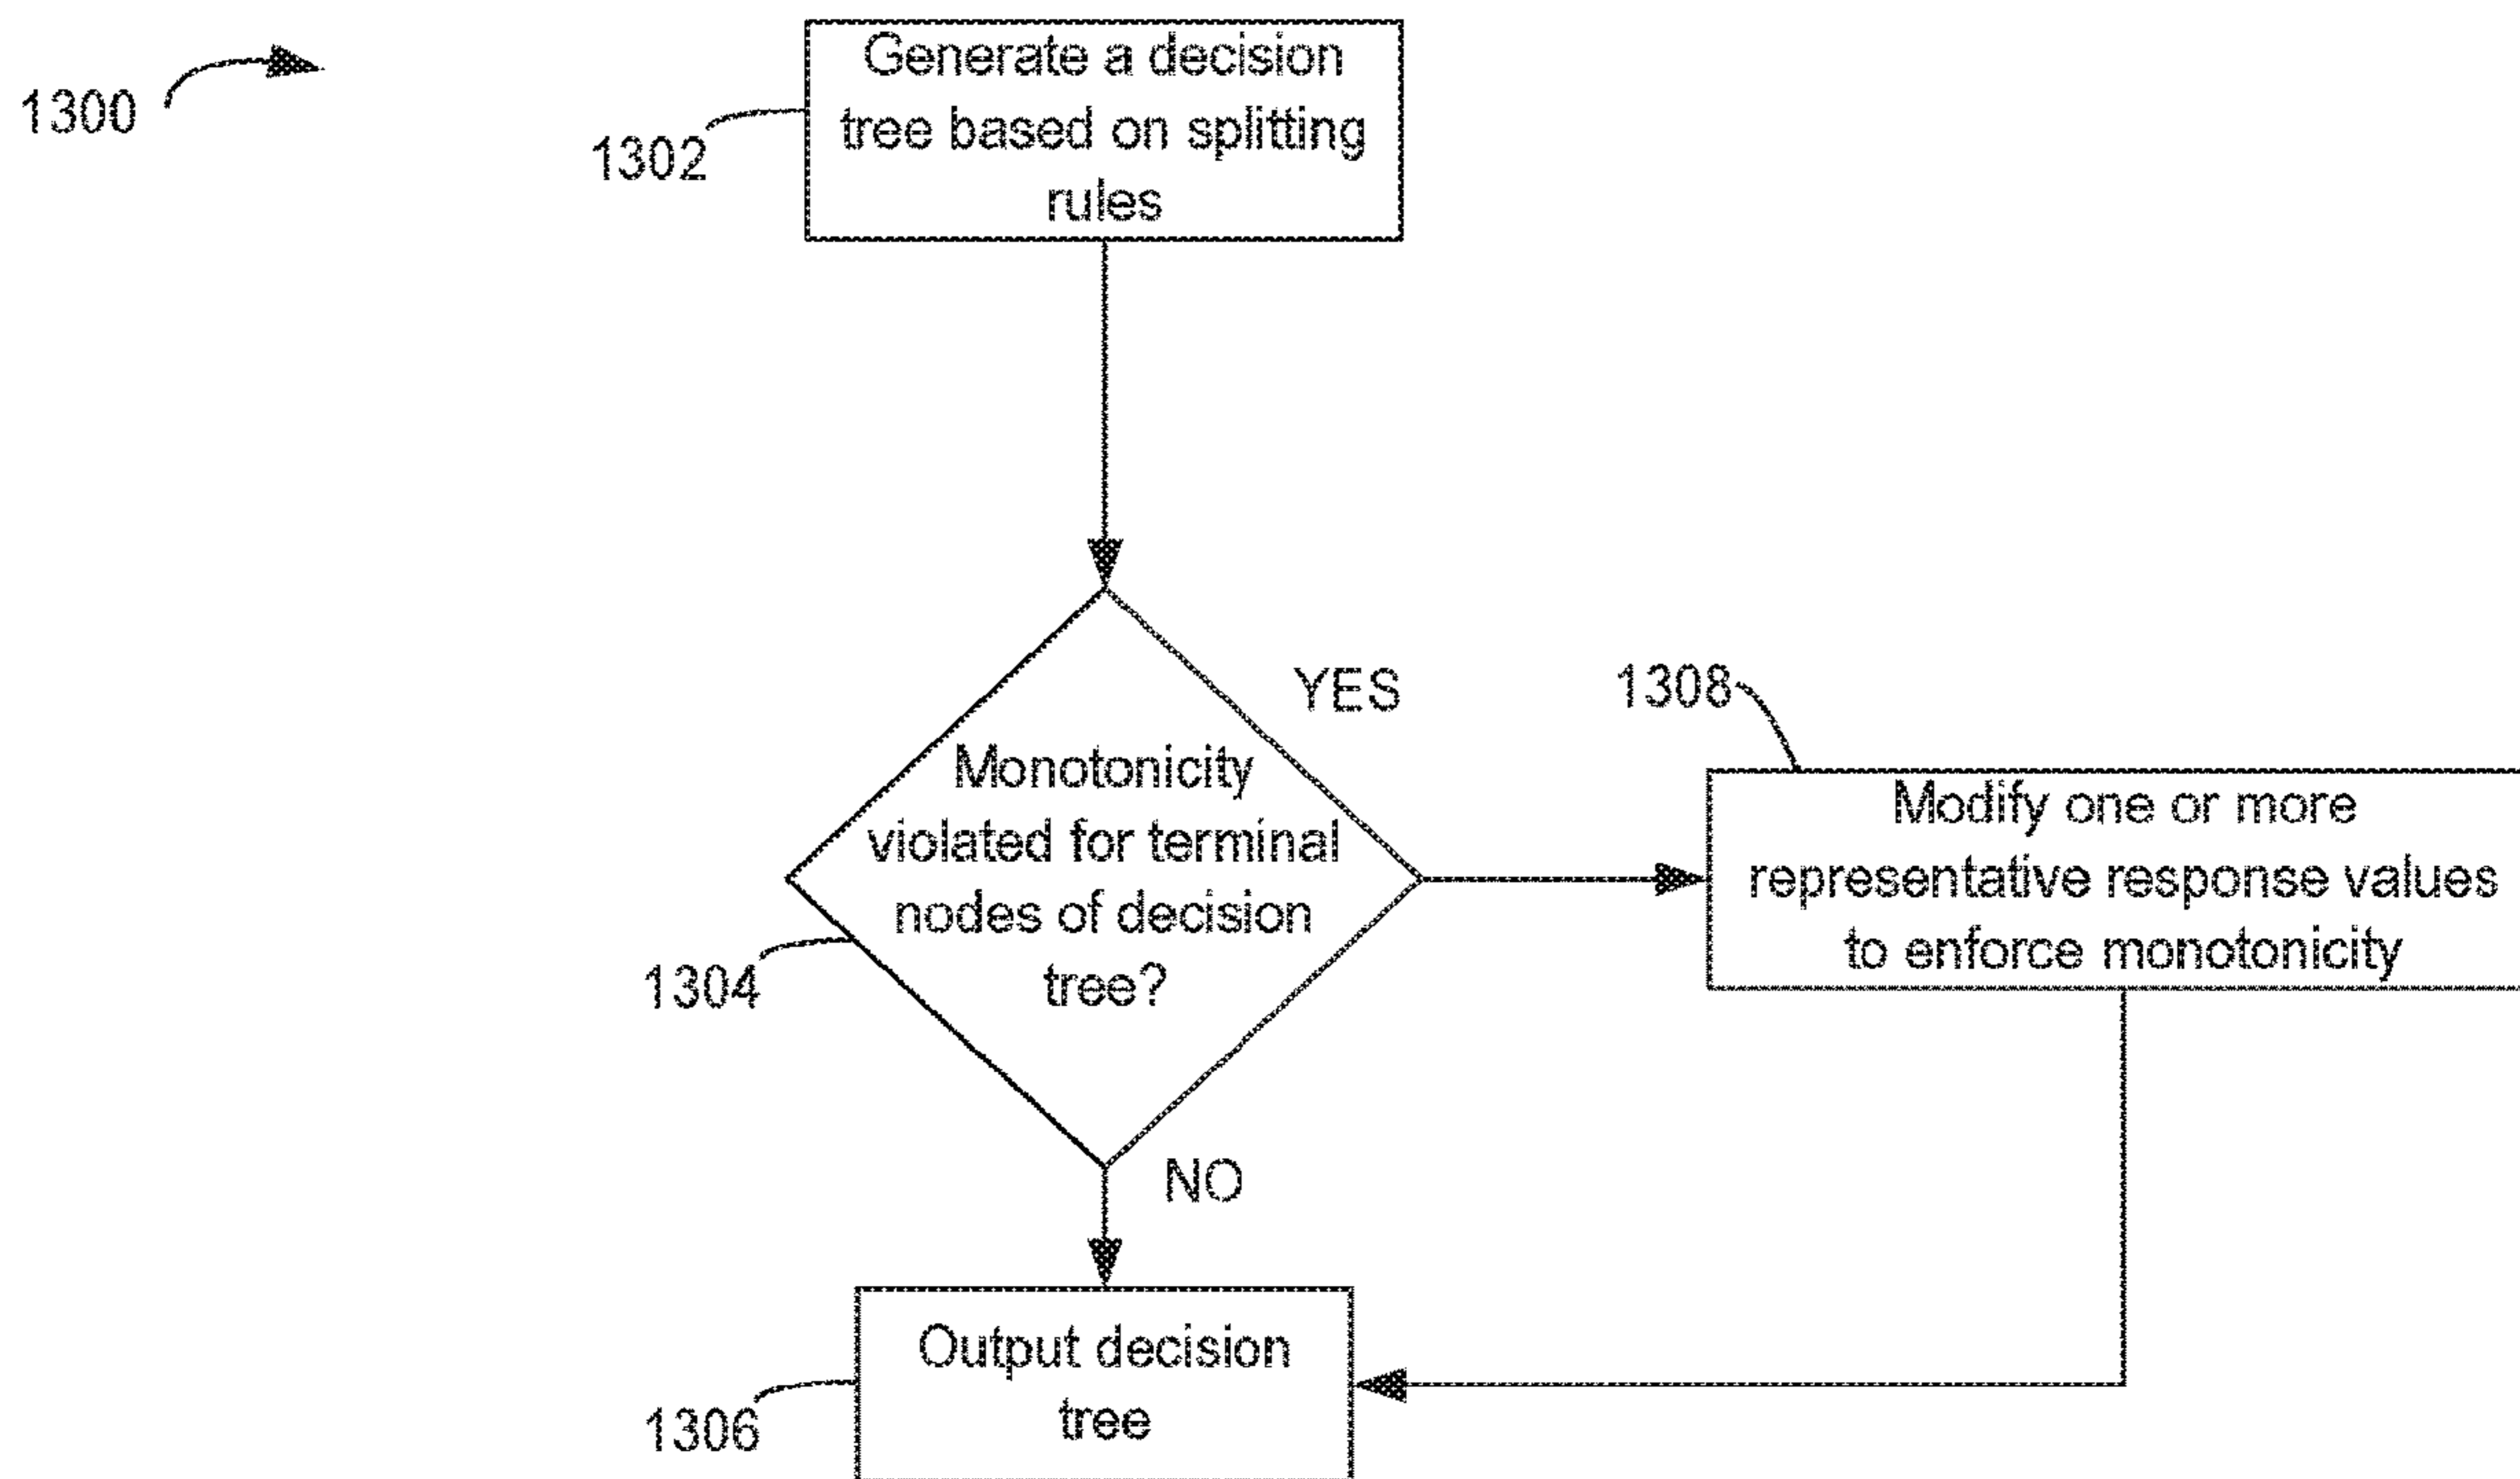 1300
Generate a decision
tree based on splitting
rules
1302
YES
1308
Monotonicity
violated for terminal
nodes of decision
tree?
1304
Modify one or more
representative response values
to enforce monotonicity
NO
Output decision
tree
1306